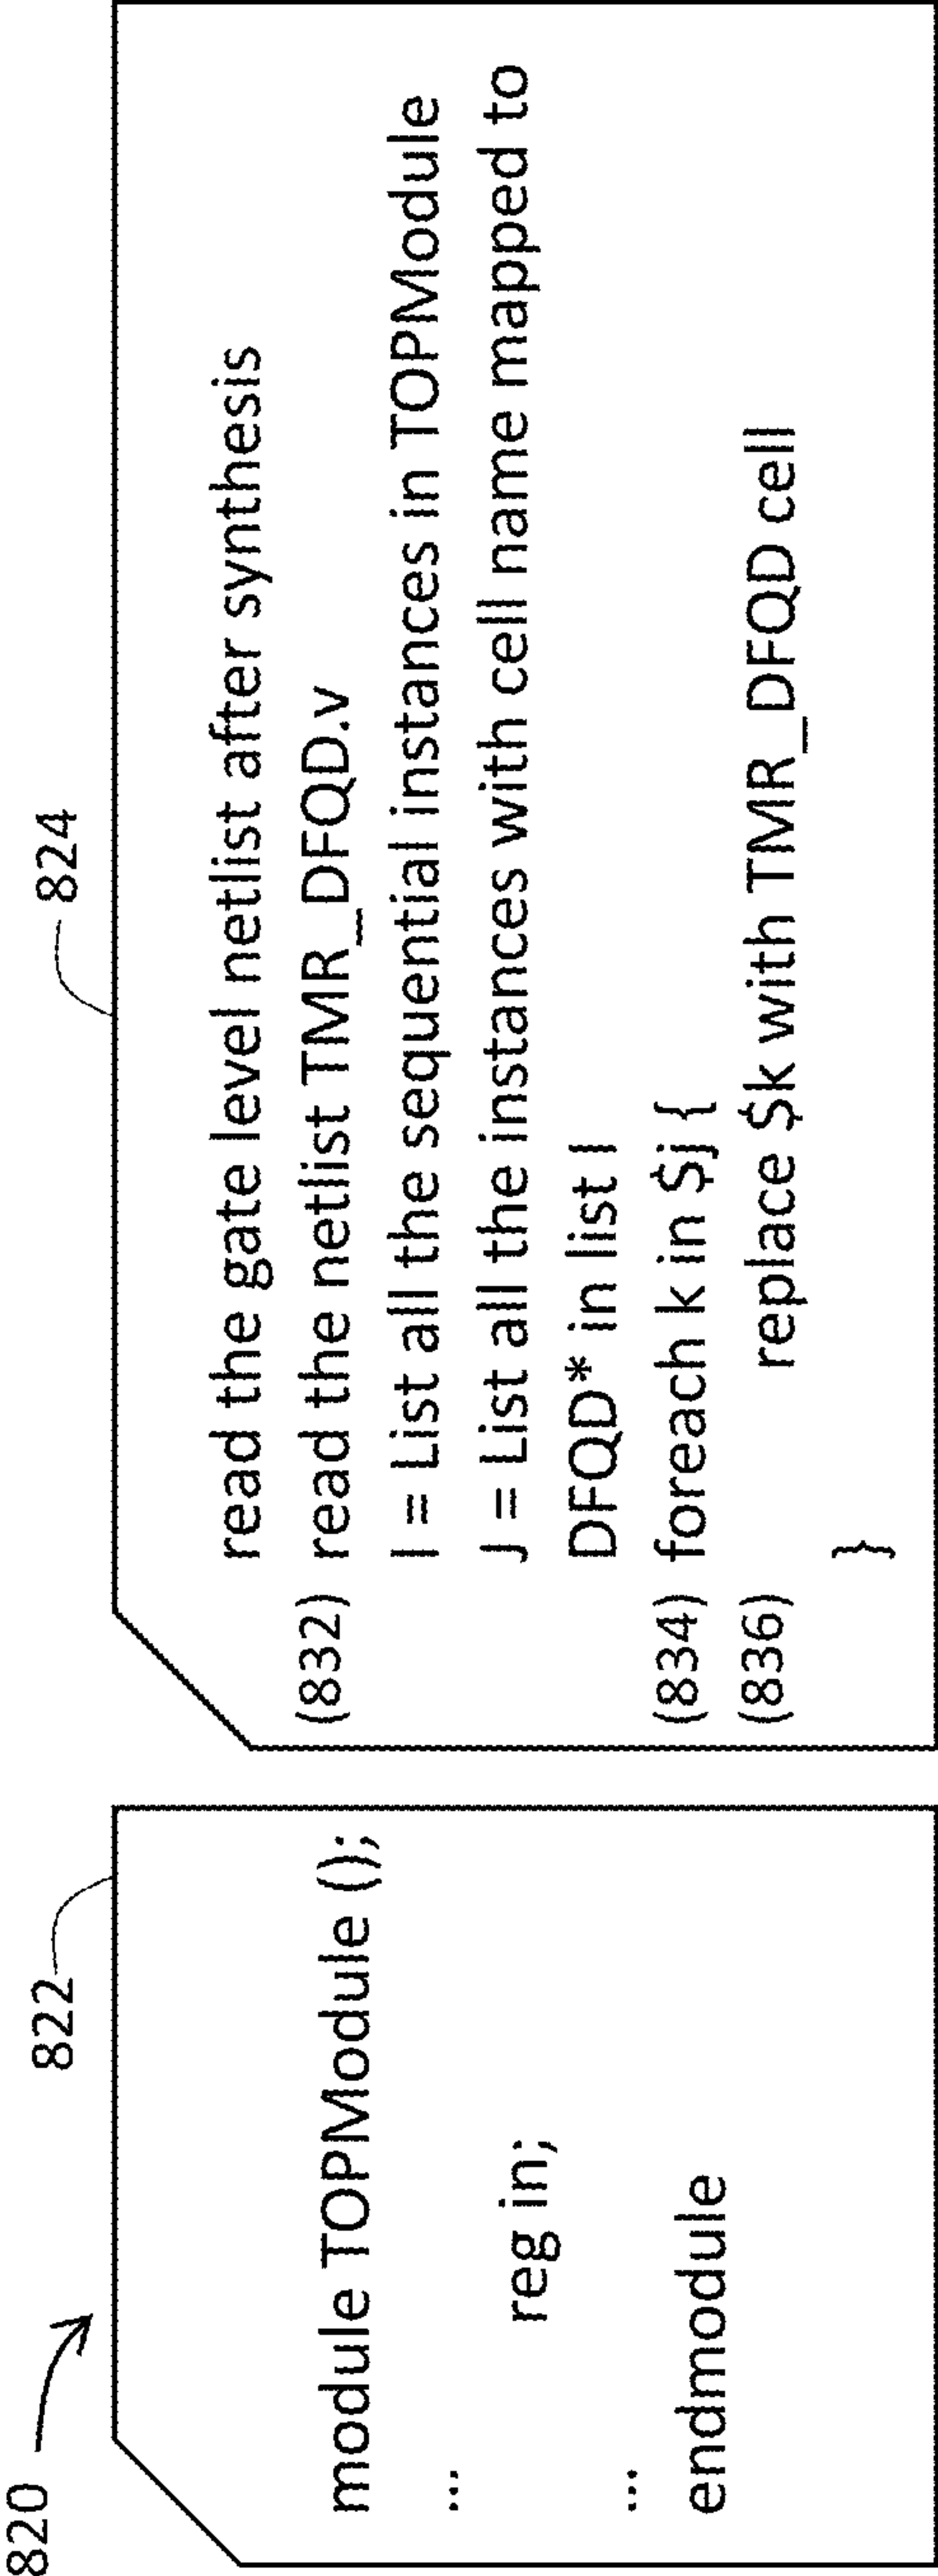 820
822
module TOPModule ();
...
reg in;
...
endmodule
824
read the gate level netlist after synthesis
(832) read the netlist TMR_DFQD.v
I = List all the sequential instances in TOPModule
J = List all the instances with cell name mapped to
DFQD* in list I
(834) foreach k in $j {
(836) replace $k with TMR_DFQD cell
}